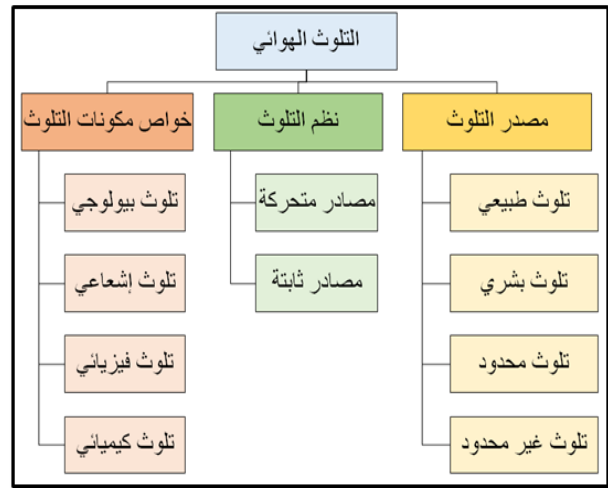 التلوث الهوائي
مصدر التلوث
نظم التلوث
خواص مكونات التلوث
تلوث طبيعي
تلوث بشري
تلوث محدود
تلوث غير محدود
مصادر متحركة
مصادر ثابتة
تلوث بيولوجي
تلوث إشعاعي
تلوث فيزيائي
تلوث كيميائي